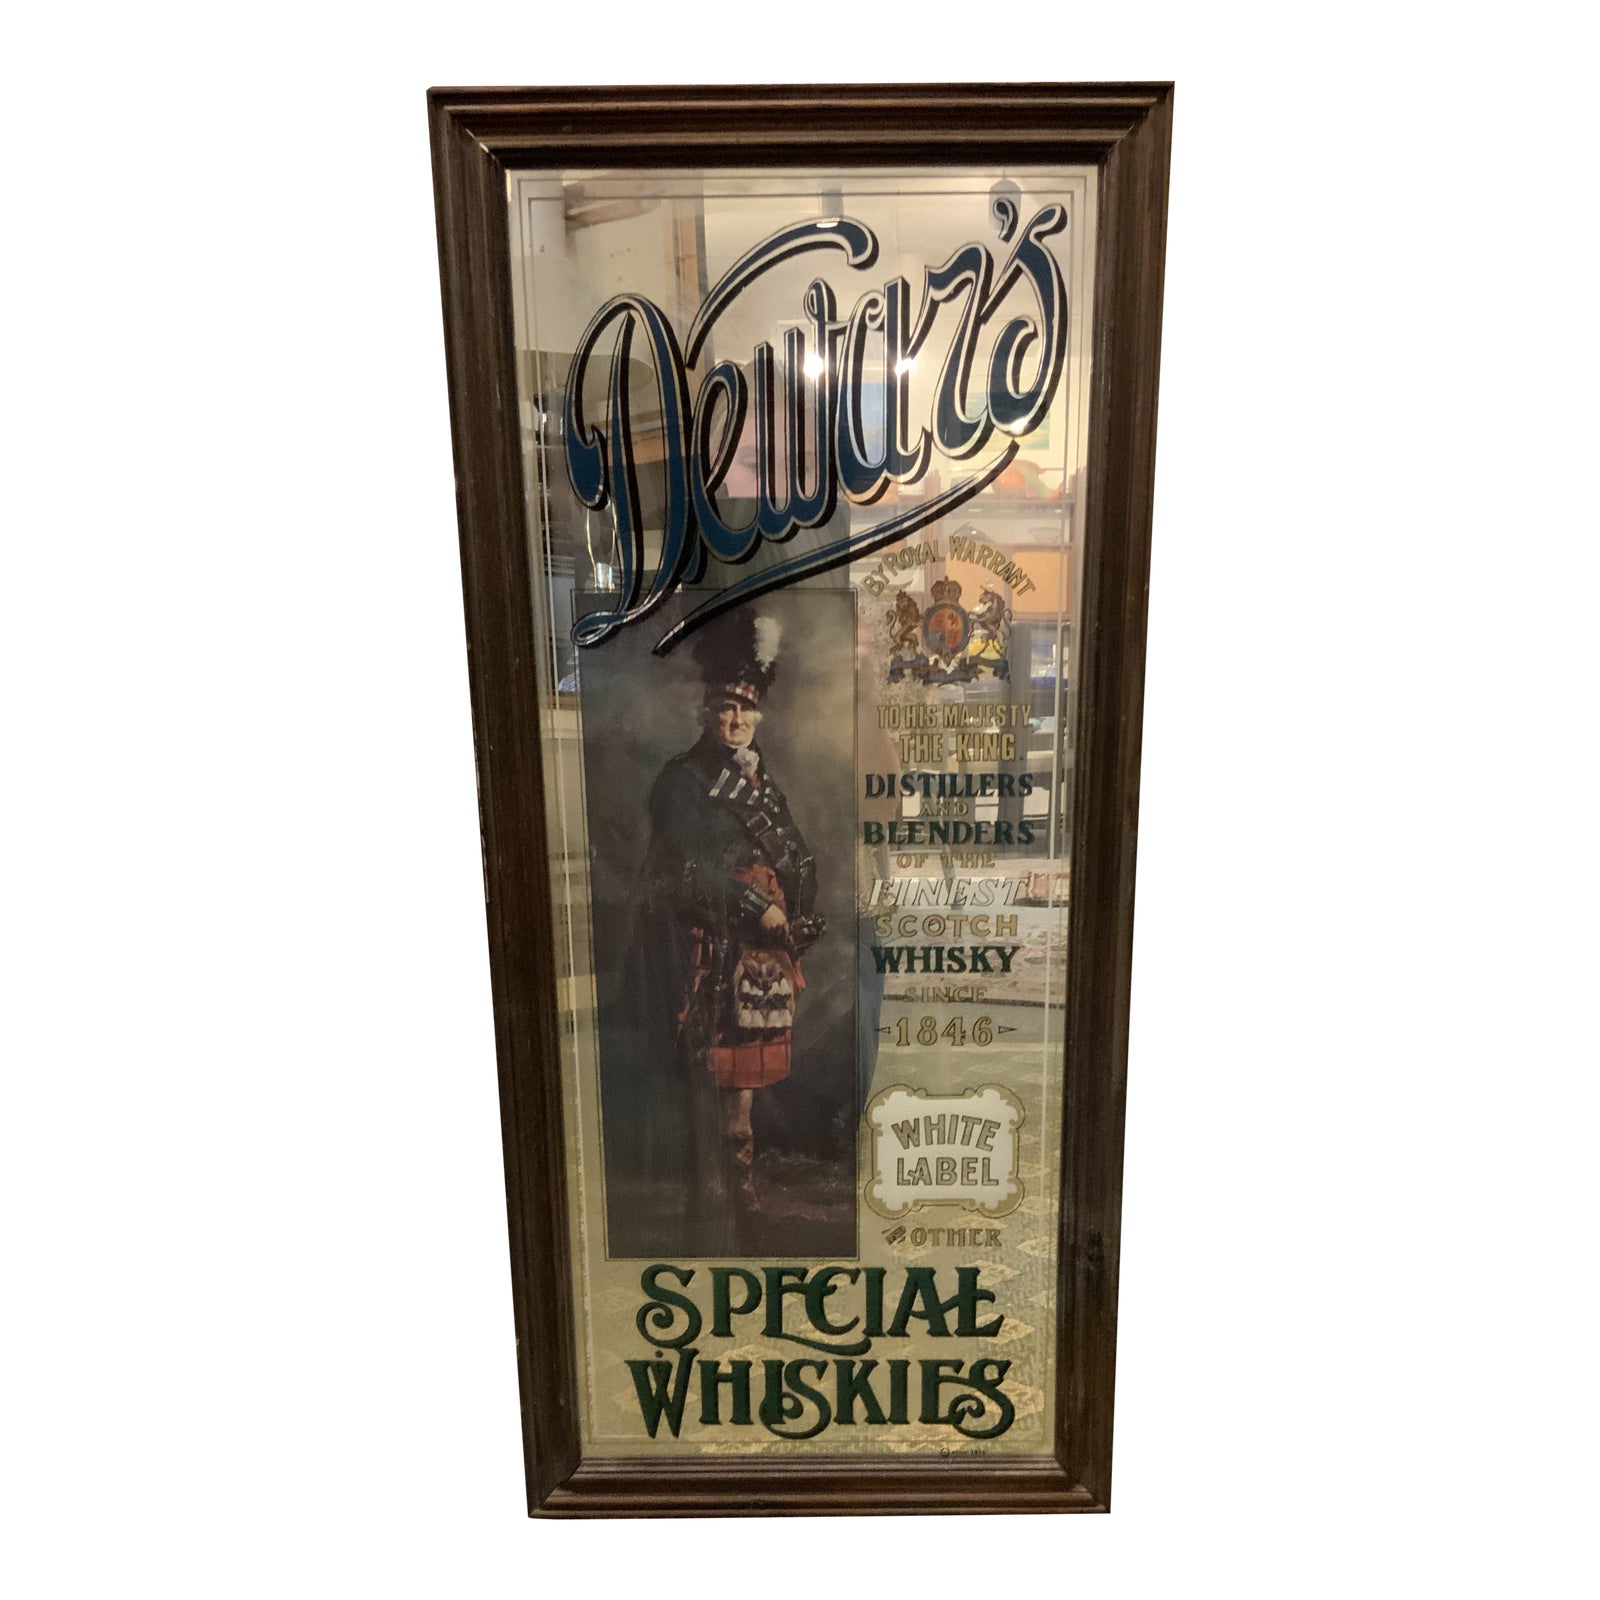 Dewar's
BY ROYAL WARRANT
TO HIS MAJESTY
THE KING.
DISTILLERS
AND
BLENDERS
OF THE
FINEST
SCOTCH
WHISKY
SINCE
1846
WHITE
LABEL
AND OTHER
SPECIAL
WHISKIES